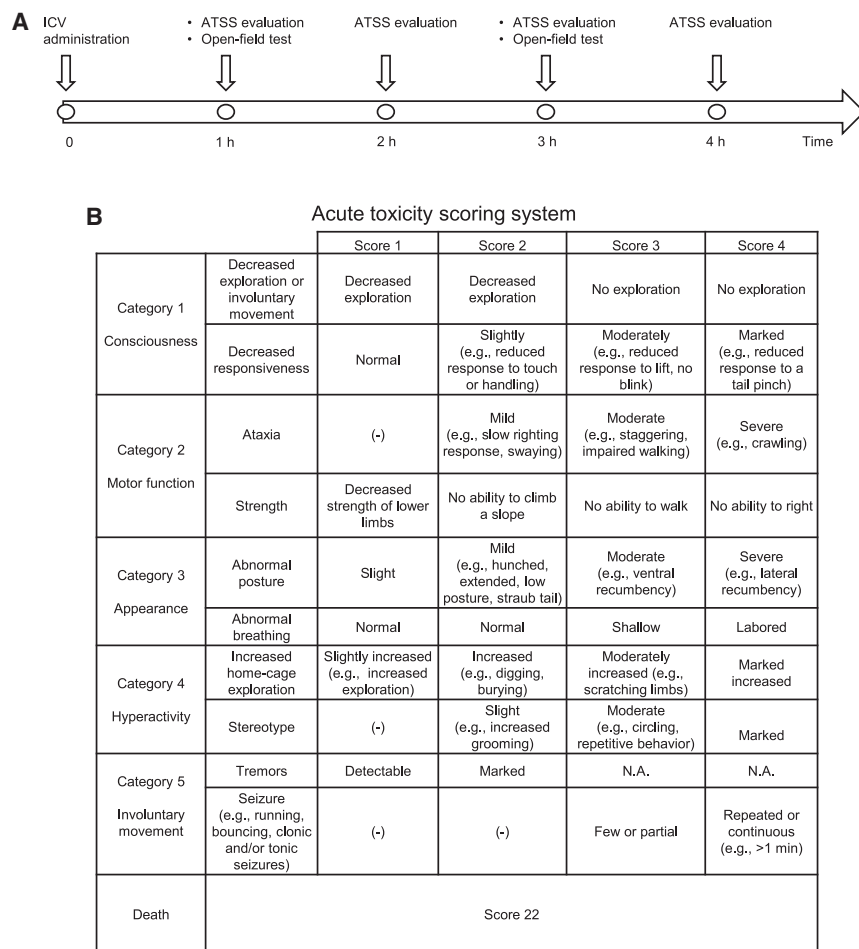 A
ICV
administration
• ATSS evaluation
• Open-field test
ATSS evaluation
• ATSS evaluation
• Open-field test
ATSS evaluation
0
1 h
2 h
3 h
4 h
Time
B
Acute toxicity scoring system
Score 1
Score 2
Score 3
Score 4
Category 1
Consciousness
Decreased
exploration or
involuntary
movement
Decreased
exploration
Decreased
exploration
No exploration
No exploration
Decreased
responsiveness
Normal
Slightly
(e.g., reduced
response to touch
or handling)
Moderately
(e.g., reduced
response to lift, no
blink)
Marked
(e.g., reduced
response to a
tail pinch)
Category 2
Motor function
Ataxia
(-)
Mild
(e.g., slow righting
response, swaying)
Moderate
(e.g., staggering,
impaired walking)
Severe
(e.g., crawling)
Strength
Decreased
strength of lower
limbs
No ability to climb
a slope
No ability to walk
No ability to right
Category 3
Appearance
Abnormal
posture
Slight
Mild
(e.g., hunched,
extended, low
posture, straub tail)
Moderate
(e.g., ventral
recumbency)
Severe
(e.g., lateral
recumbency)
Abnormal
breathing
Normal
Normal
Shallow
Labored
Category 4
Hyperactivity
Increased
home-cage
exploration
Slightly increased
(e.g., increased
exploration)
Increased
(e.g., digging,
burying)
Moderately
increased (e.g.,
scratching limbs)
Marked
increased
Stereotype
(-)
Slight
(e.g., increased
grooming)
Moderate
(e.g., circling,
repetitive behavior)
Marked
Category 5
Involuntary
movement
Tremors
Detectable
Marked
N.A.
N.A.
Seizure
(e.g., running,
bouncing, clonic
and/or tonic
seizures)
(-)
(-)
Few or partial
Repeated or
continuous
(e.g., >1 min)
Death
Score 22